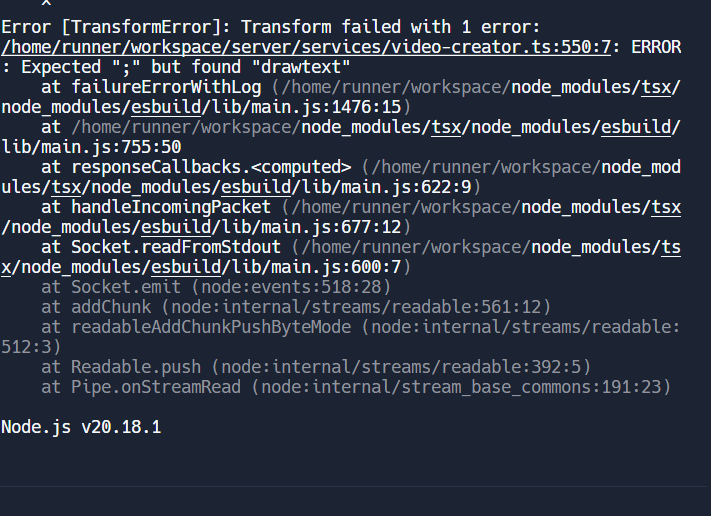 ^
Error [TransformError]: Transform failed with 1 error:
/home/runner/workspace/server/services/video-creator.ts:550:7: ERROR
: Expected ";" but found "drawtext"
    at failureErrorWithLog (/home/runner/workspace/node_modules/tsx/
node_modules/esbuild/lib/main.js:1476:15)
    at /home/runner/workspace/node_modules/tsx/node_modules/esbuild/
lib/main.js:755:50
    at responseCallbacks.<computed> (/home/runner/workspace/node_mod
ules/tsx/node_modules/esbuild/lib/main.js:622:9)
    at handleIncomingPacket (/home/runner/workspace/node_modules/tsx
/node_modules/esbuild/lib/main.js:677:12)
    at Socket.readFromStdout (/home/runner/workspace/node_modules/ts
x/node_modules/esbuild/lib/main.js:600:7)
    at Socket.emit (node:events:518:28)
    at addChunk (node:internal/streams/readable:561:12)
    at readableAddChunkPushByteMode (node:internal/streams/readable:
512:3)
    at Readable.push (node:internal/streams/readable:392:5)
    at Pipe.onStreamRead (node:internal/stream_base_commons:191:23)
Node.js v20.18.1